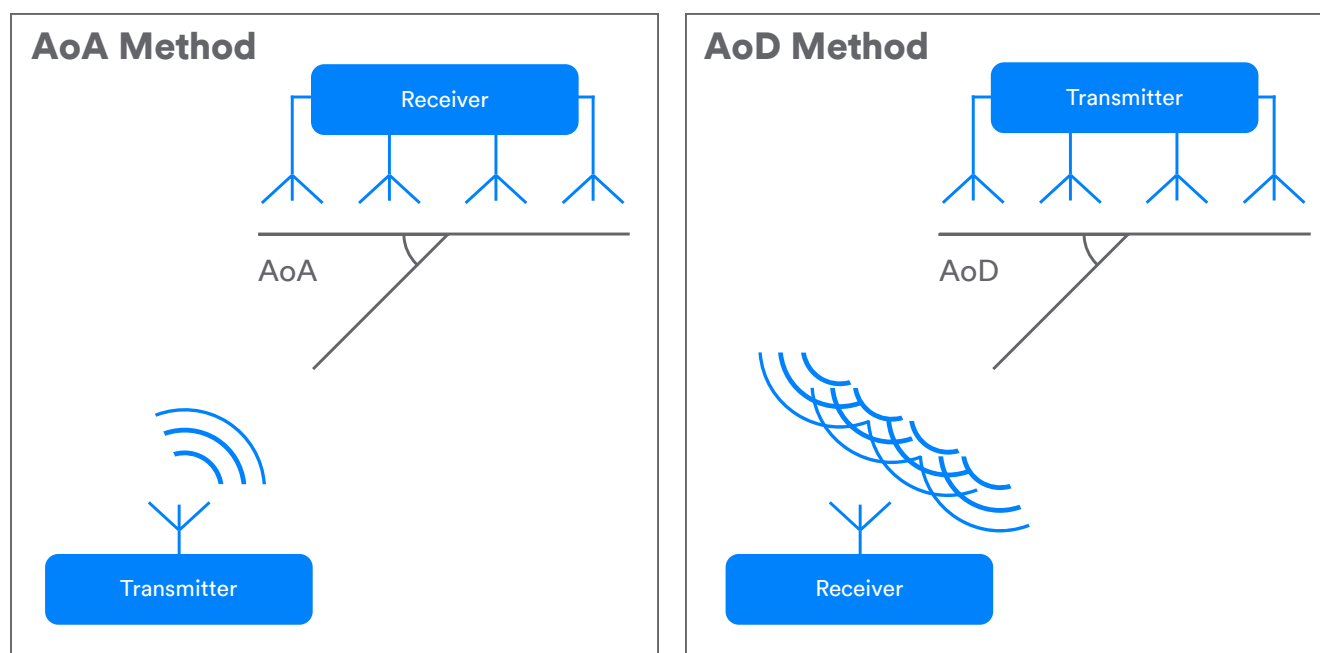 AoA Method
Receiver
AoA
Transmitter
AoD Method
Transmitter
AoD
Receiver